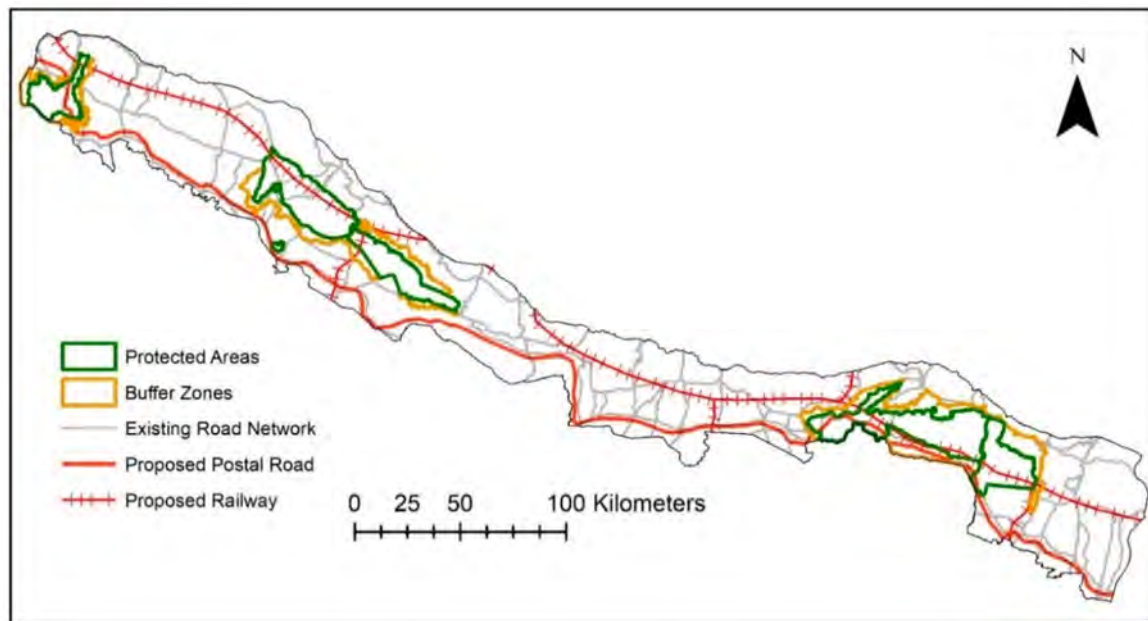 N
Protected Areas
Buffer Zones
Existing Road Network
Proposed Postal Road
Proposed Railway
0 25 50 100 Kilometers